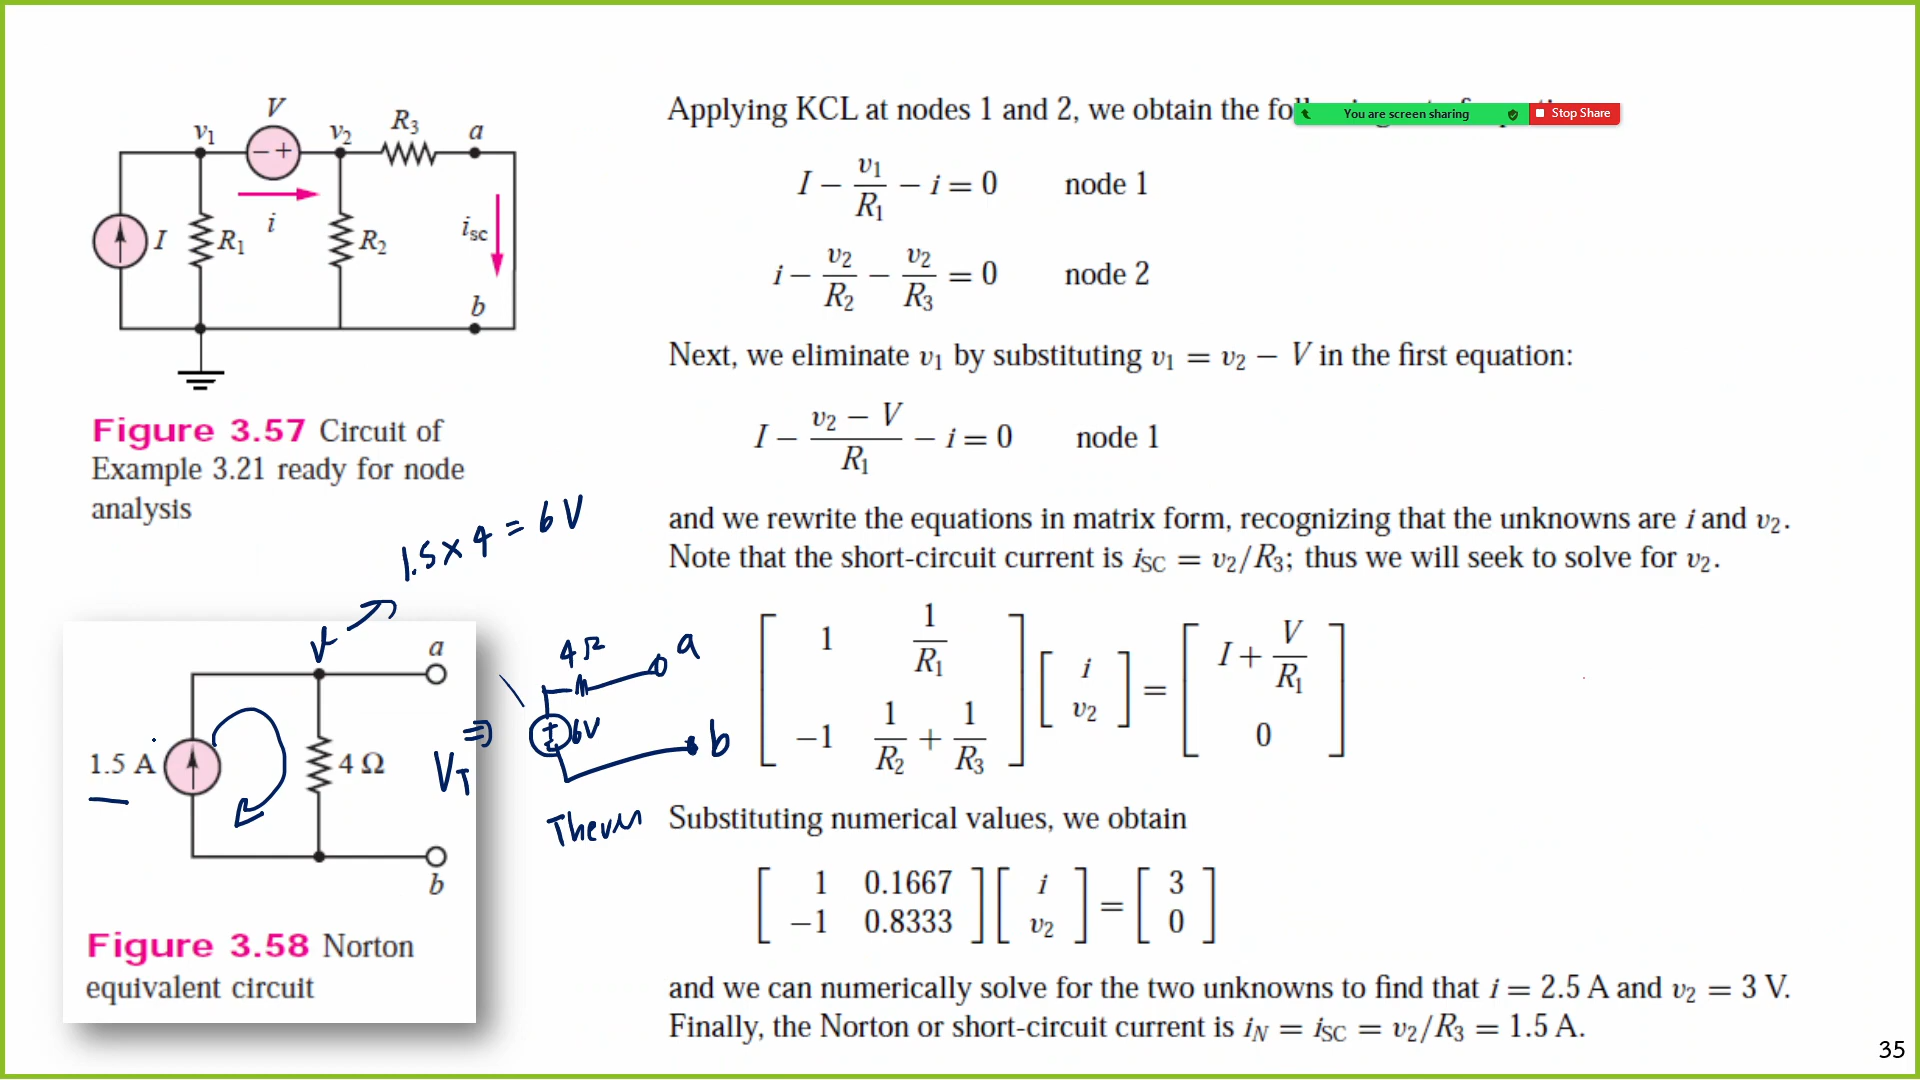 V
v₁
v₂
R₃
a
I
R₁
i
R₂
i_SC
b
− +
Figure 3.57 Circuit of
Example 3.21 ready for node
analysis
1.5 × 4 = 6V
V
a
1.5 A
4 Ω
b
V_T ⇒
4Ω
a
+
−
6V
b
Figure 3.58 Norton
equivalent circuit
Applying KCL at nodes 1 and 2, we obtain the
You are screen sharing
Stop Share
I − v₁/R₁ − i = 0 node 1
i − v₂/R₂ − v₂/R₃ = 0 node 2
Next, we eliminate v₁ by substituting v₁ = v₂ − V in the first equation:
I − (v₂ − V)/R₁ − i = 0 node 1
and we rewrite the equations in matrix form, recognizing that the unknowns are i and v₂.
Note that the short-circuit current is i_SC = v₂/R₃; thus we will seek to solve for v₂.
[ 1 1/R₁ ; −1 1/R₂ + 1/R₃ ] [ i ; v₂ ] = [ I + V/R₁ ; 0 ]
Substituting numerical values, we obtain
[ 1 0.1667 ; −1 0.8333 ] [ i ; v₂ ] = [ 3 ; 0 ]
and we can numerically solve for the two unknowns to find that i = 2.5 A and v₂ = 3 V.
Finally, the Norton or short-circuit current is i_N = i_SC = v₂/R₃ = 1.5 A.
35